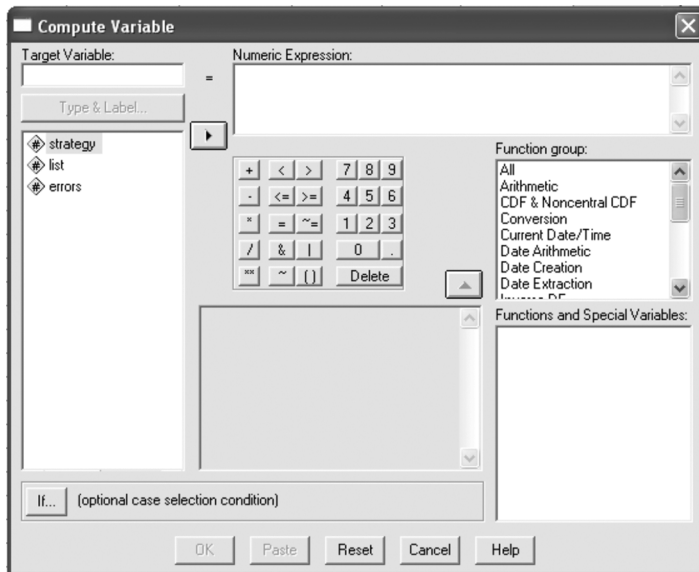 Compute Variable
Target Variable:
=
Numeric Expression:
Type & Label...
strategy
list
errors
+ < > 7 8 9
- <= >= 4 5 6
* = ~= 1 2 3
/ & | 0 .
** ~ () Delete
Function group:
All
Arithmetic
CDF & Noncentral CDF
Conversion
Current Date/Time
Date Arithmetic
Date Creation
Date Extraction
Functions and Special Variables:
If... (optional case selection condition)
OK Paste Reset Cancel Help